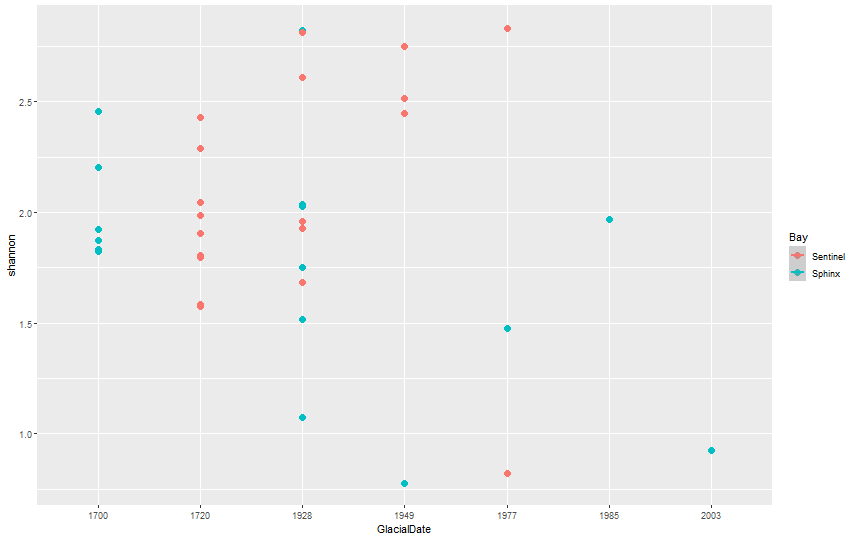 shannon
2.5
2.0
1.5
1.0
1700 1720 1928 1949 1977 1985 2003
GlacialDate
Bay
Sentinel
Sphinx